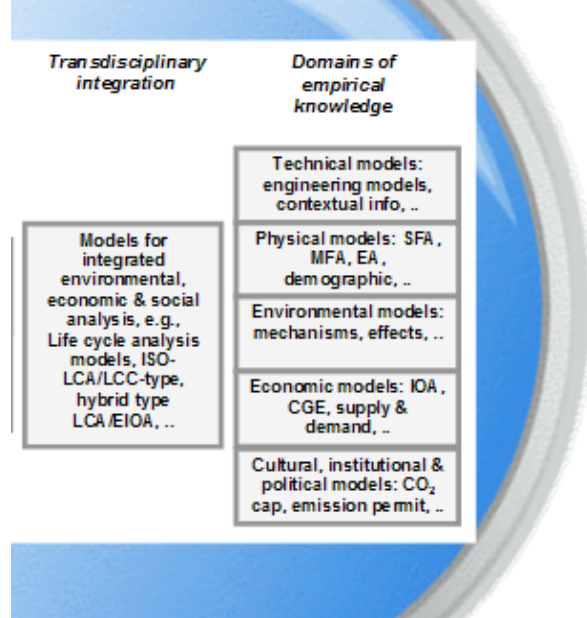 Transdisciplinary
integration
Domains of
empirical
knowledge
Models for
integrated
environmental,
economic & social
analysis, e.g.,
Life cycle analysis
models, ISO-
LCA/LCC-type,
hybrid type
LCA/EIOA, ..
Technical models:
engineering models,
contextual info, ..
Physical models: SFA,
MFA, EA,
demographic, ..
Environmental models:
mechanisms, effects, ..
Economic models: IOA,
CGE, supply &
demand, ..
Cultural, institutional &
political models: CO₂
cap, emission permit, ..